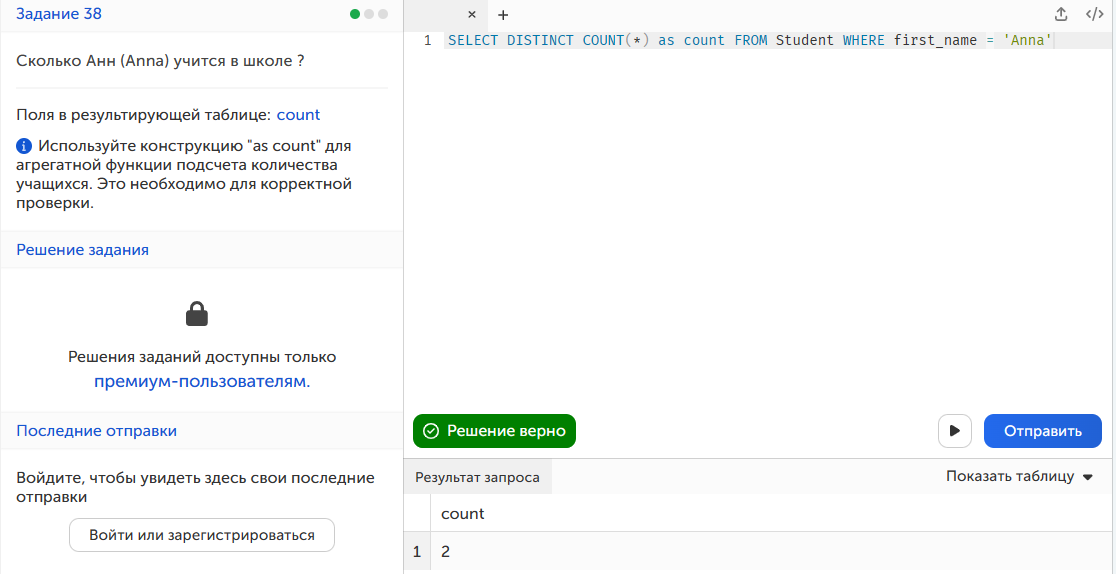 Задание 38
Сколько Анн (Anna) учится в школе ?
Поля в результирующей таблице: count
Используйте конструкцию "as count" для
агрегатной функции подсчета количества
учащихся. Это необходимо для корректной
проверки.
Решение задания
Решения заданий доступны только
премиум-пользователям.
Последние отправки
Войдите, чтобы увидеть здесь свои последние
отправки
Войти или зарегистрироваться
1 SELECT DISTINCT COUNT(*) as count FROM Student WHERE first_name = 'Anna'
Решение верно
Отправить
Результат запроса
Показать таблицу
count
1 2